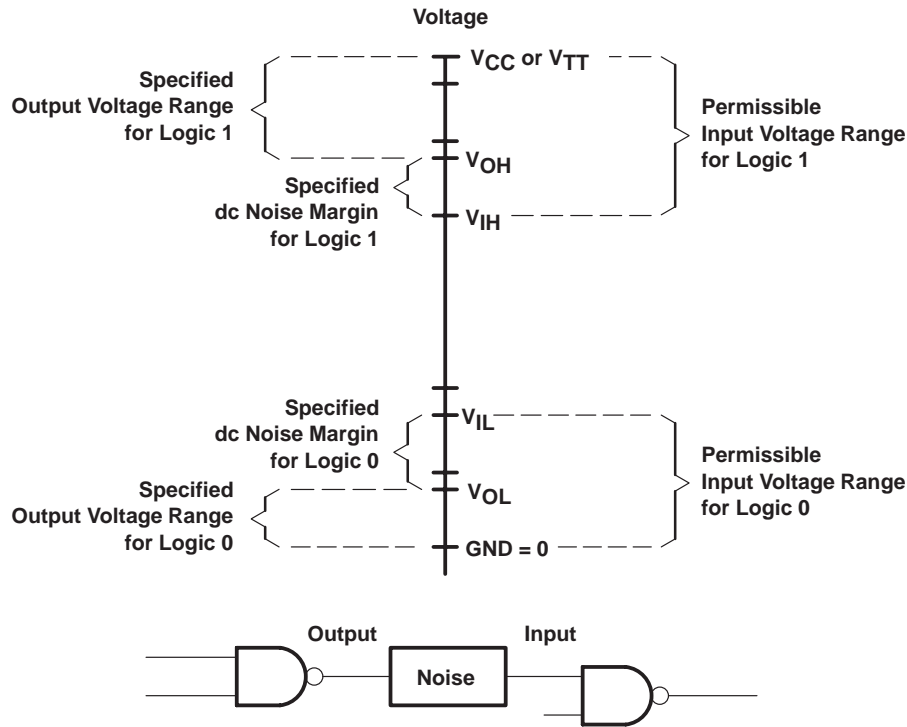 Voltage
VCC or VTT
Specified
Output Voltage Range
for Logic 1
Permissible
Input Voltage Range
for Logic 1
VOH
Specified
dc Noise Margin
for Logic 1
VIH
Specified
dc Noise Margin
for Logic 0
VIL
Permissible
Input Voltage Range
for Logic 0
Specified
Output Voltage Range
for Logic 0
VOL
GND = 0
Output
Input
Noise